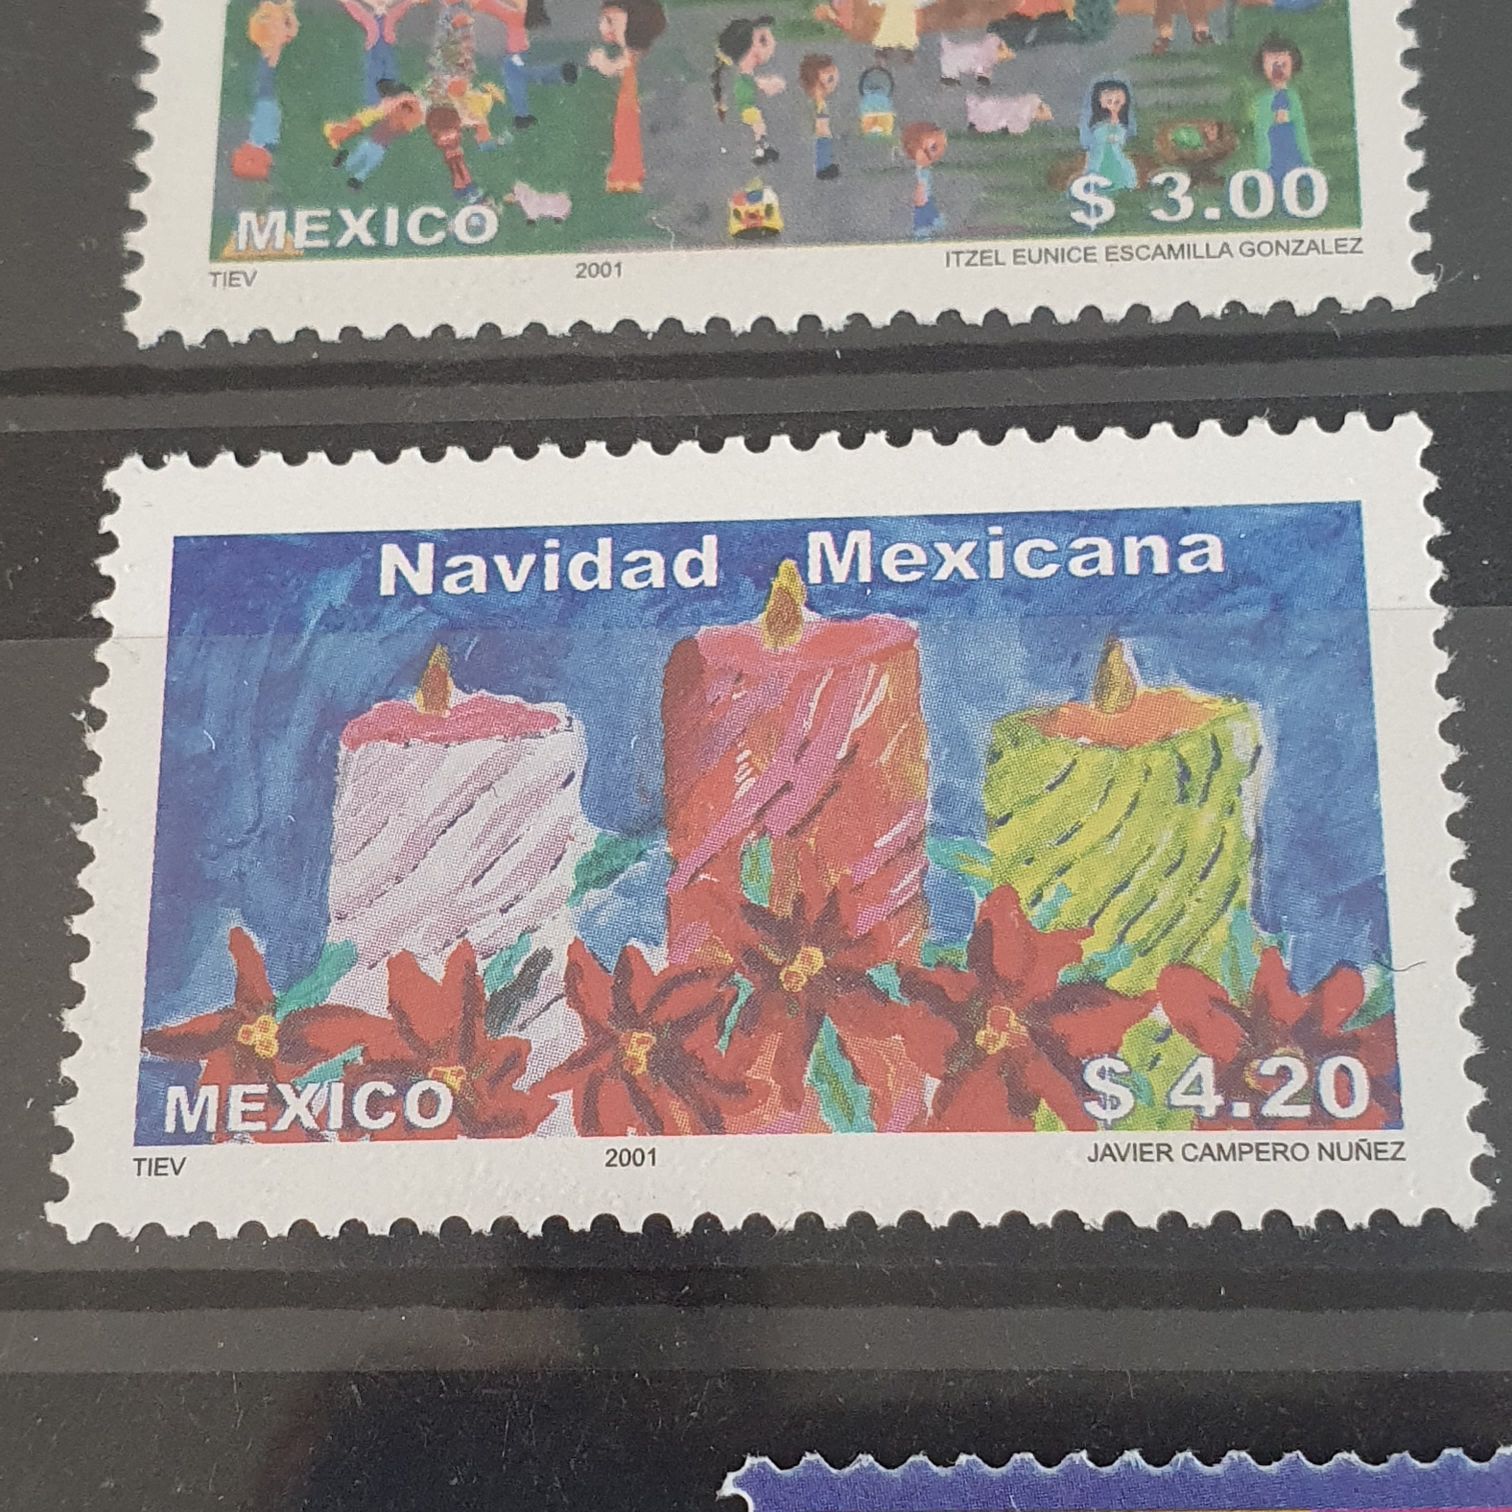 MEXICO $ 3.00
TIEV 2001 ITZEL EUNICE ESCAMILLA GONZALEZ
Navidad Mexicana
MEXICO $ 4.20
TIEV 2001 JAVIER CAMPERO NUÑEZ